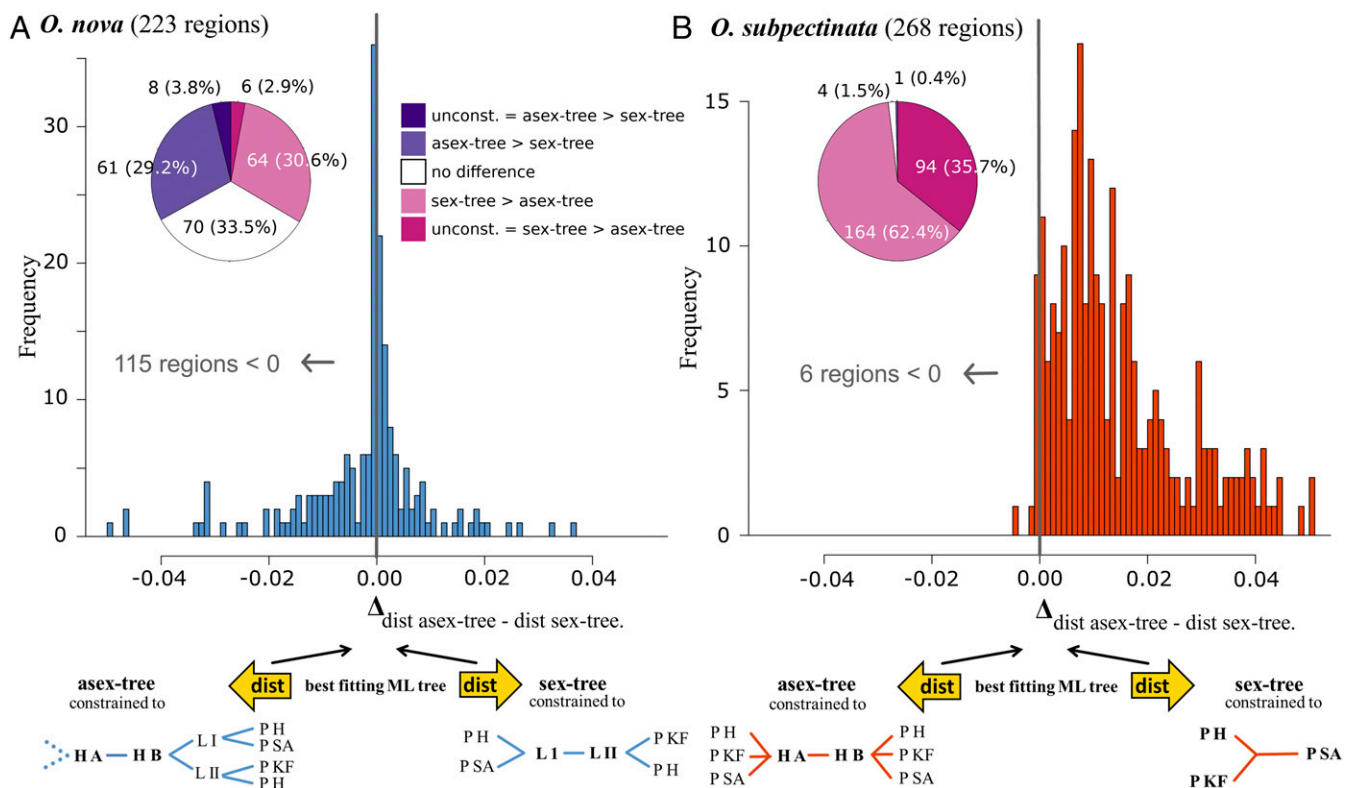 A O. nova (223 regions)
8 (3.8%)
6 (2.9%)
61 (29.2%)
64 (30.6%)
70 (33.5%)
unconst. = asex-tree > sex-tree
asex-tree > sex-tree
no difference
sex-tree > asex-tree
unconst. = sex-tree > asex-tree
Frequency
30
20
10
0
115 regions < 0 ←
-0.04 -0.02 0.00 0.02 0.04
Δ dist asex-tree - dist sex-tree.
asex-tree
constrained to
dist
best fitting ML tree
dist
sex-tree
constrained to
H A
H B
L I
L II
P H
P SA
P KF
P H
P H
P SA
L 1
L II
P KF
P H
B O. subpectinata (268 regions)
4 (1.5%)
1 (0.4%)
94 (35.7%)
164 (62.4%)
Frequency
15
10
5
0
6 regions < 0 ←
-0.04 -0.02 0.00 0.02 0.04
Δ dist asex-tree - dist sex-tree.
asex-tree
constrained to
dist
best fitting ML tree
dist
sex-tree
constrained to
P H
P KF
P SA
H A
H B
P H
P KF
P SA
P H
P KF
P SA